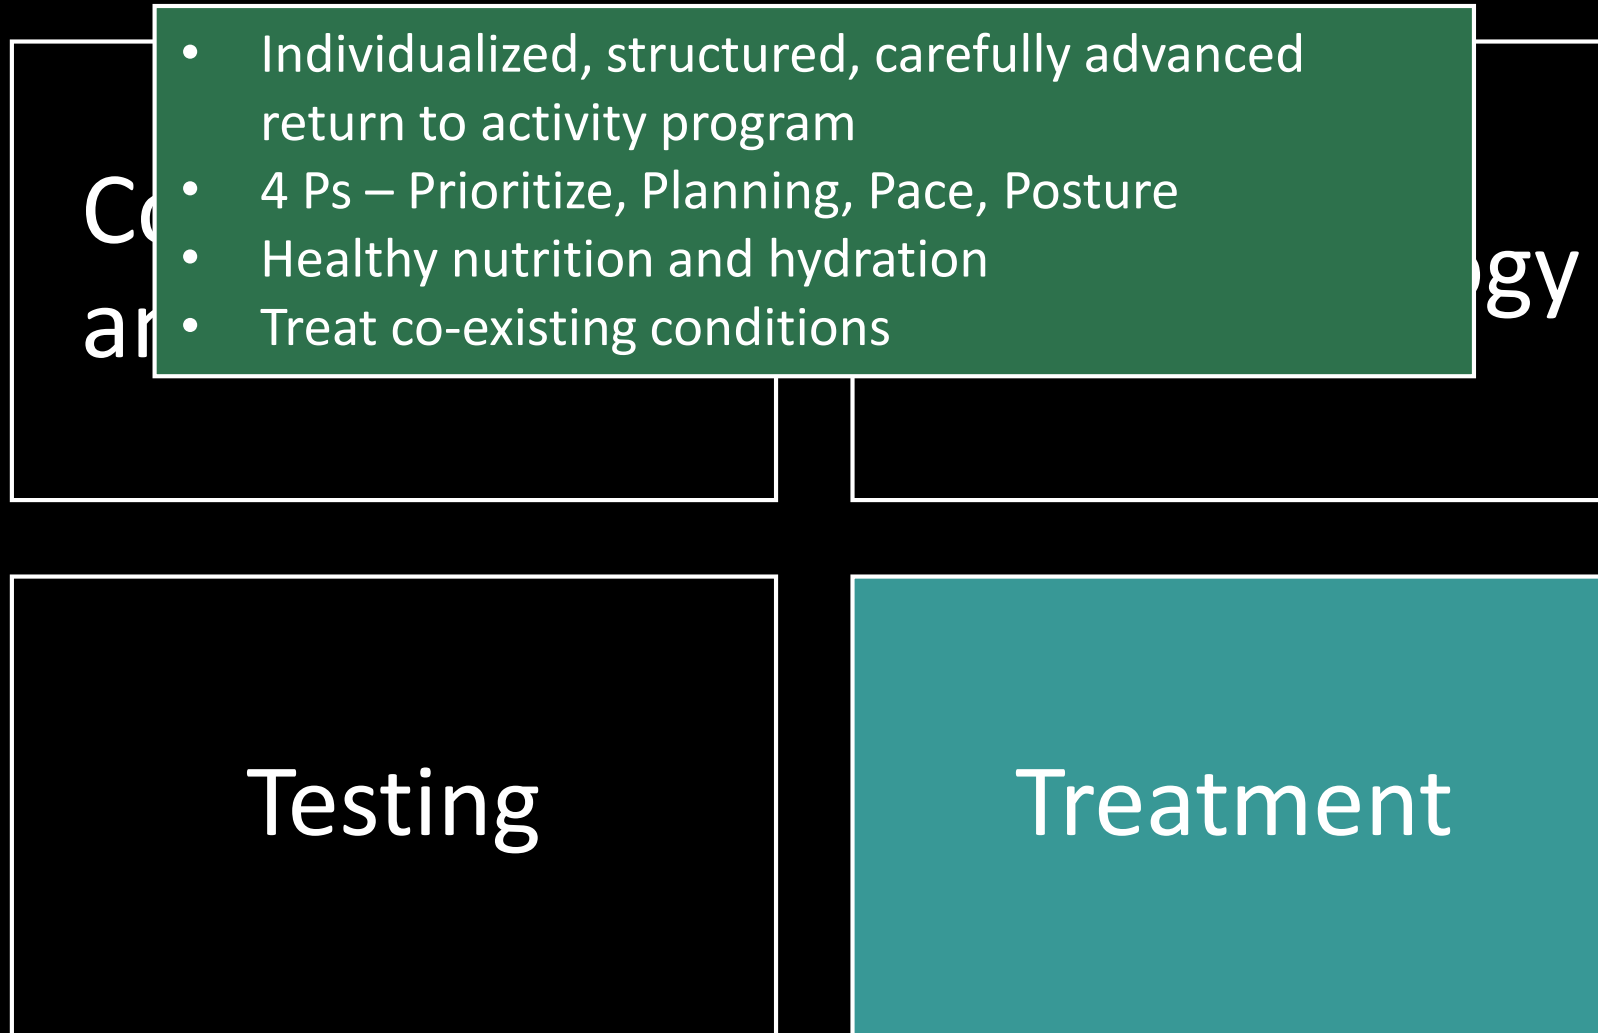 • Individualized, structured, carefully advanced
return to activity program
• 4 Ps – Prioritize, Planning, Pace, Posture
• Healthy nutrition and hydration
• Treat co-existing conditions
Testing
Treatment